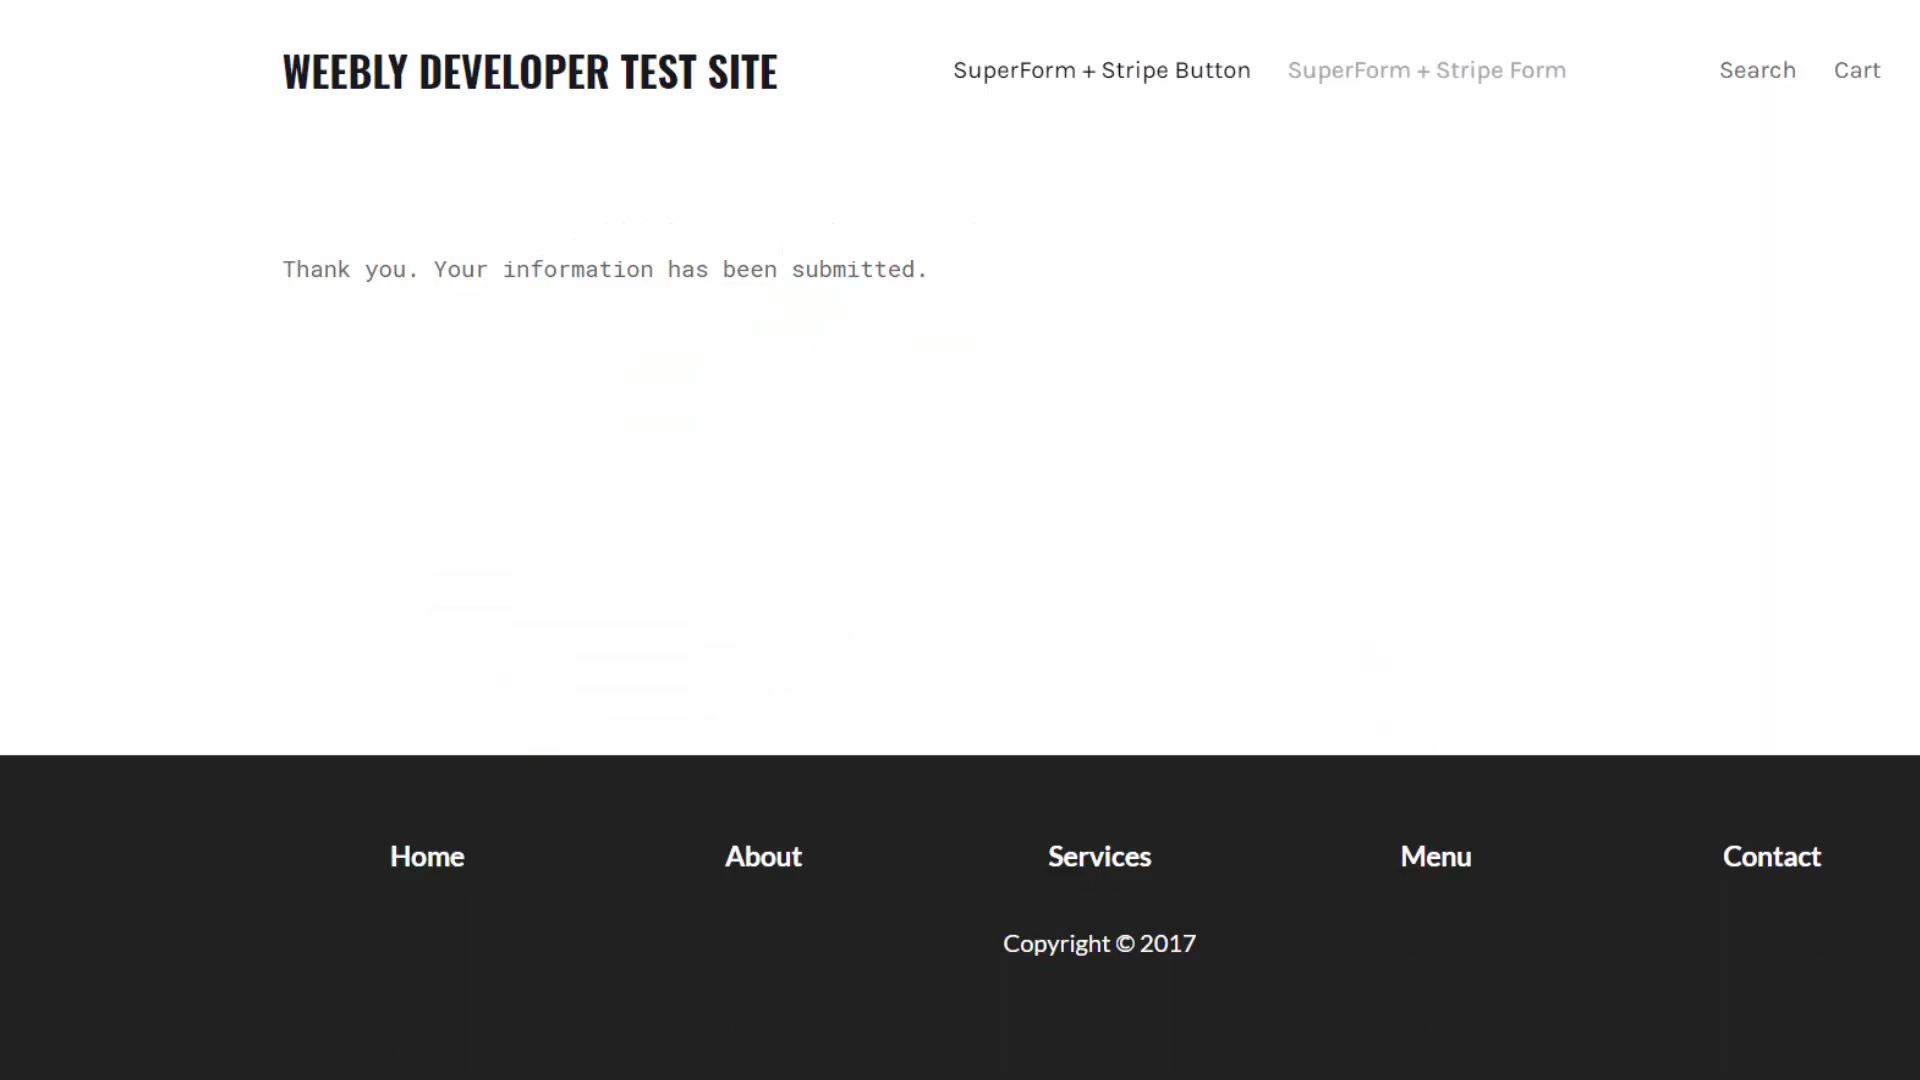 WEEBLY DEVELOPER TEST SITE
SuperForm + Stripe Button
SuperForm + Stripe Form
Search
Cart
Thank you. Your information has been submitted.
Home
About
Services
Menu
Contact
Copyright © 2017